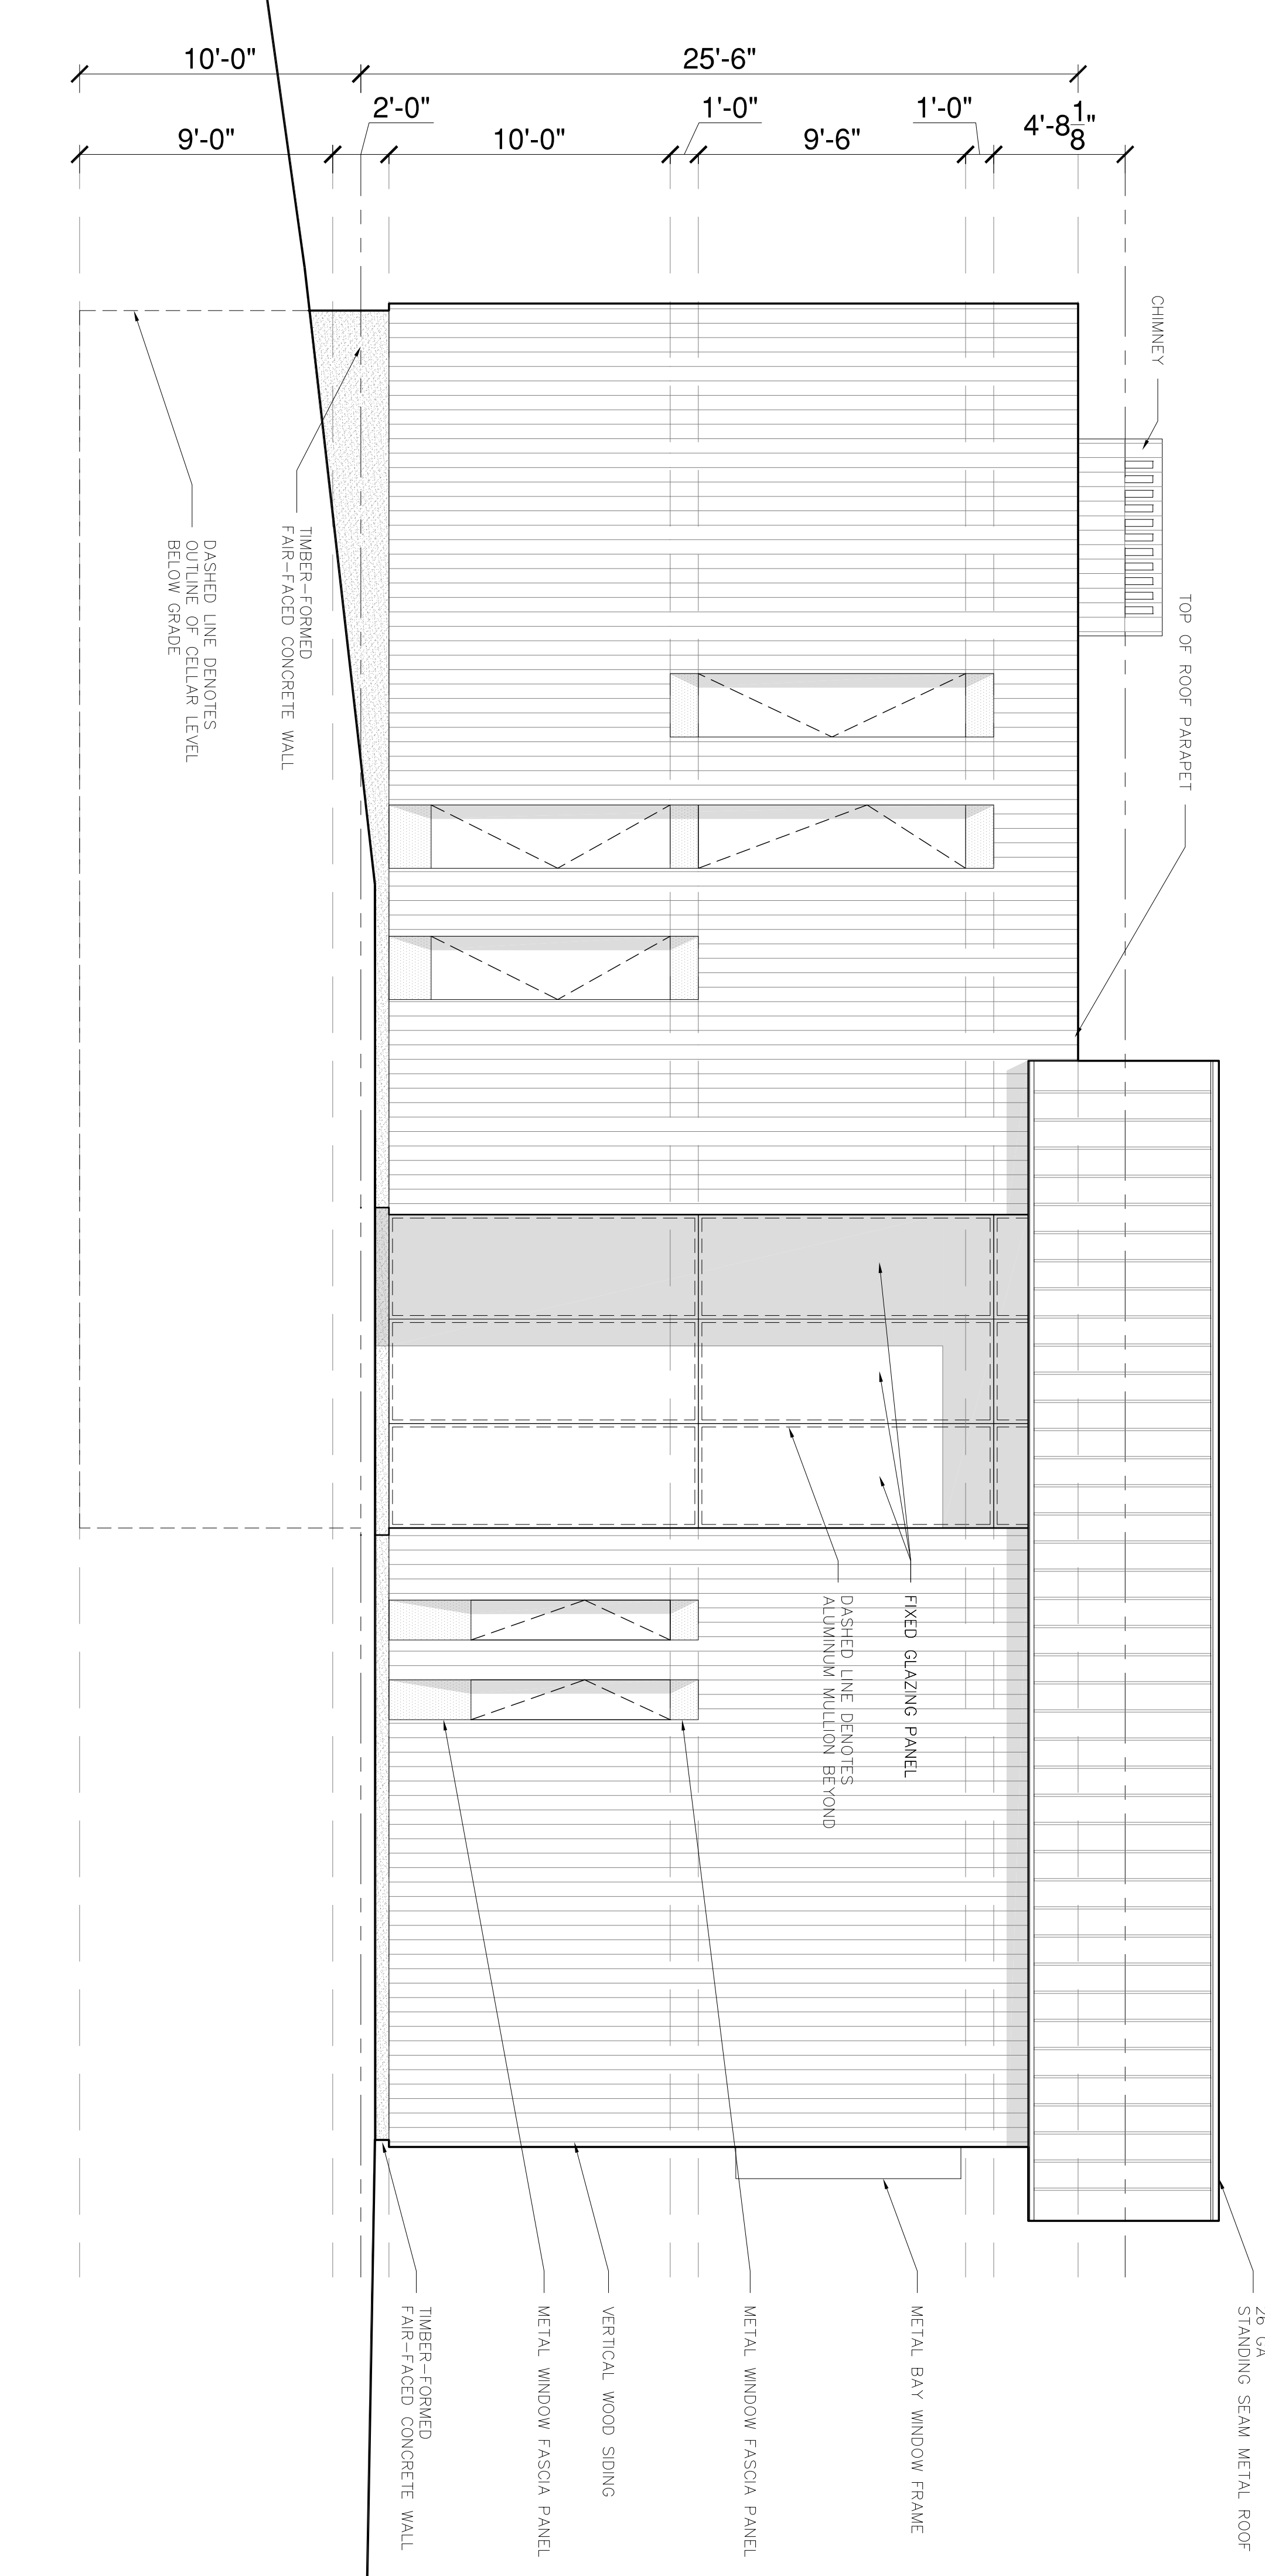 10'-0"
25'-6"
2'-0"
1'-0"
1'-0"
9'-0"
10'-0"
9'-6"
4'-8 1/8"
CHIMNEY
TOP OF ROOF PARAPET
TIMBER-FORMED
FAIR-FACED CONCRETE WALL
DASHED LINE DENOTES
OUTLINE OF CELLAR LEVEL
BELOW GRADE
FIXED GLAZING PANEL
DASHED LINE DENOTES
ALUMINUM MULLION BEYOND
26 GA
STANDING SEAM METAL ROOF
METAL BAY WINDOW FRAME
METAL WINDOW FASCIA PANEL
VERTICAL WOOD SIDING
METAL WINDOW FASCIA PANEL
TIMBER-FORMED
FAIR-FACED CONCRETE WALL